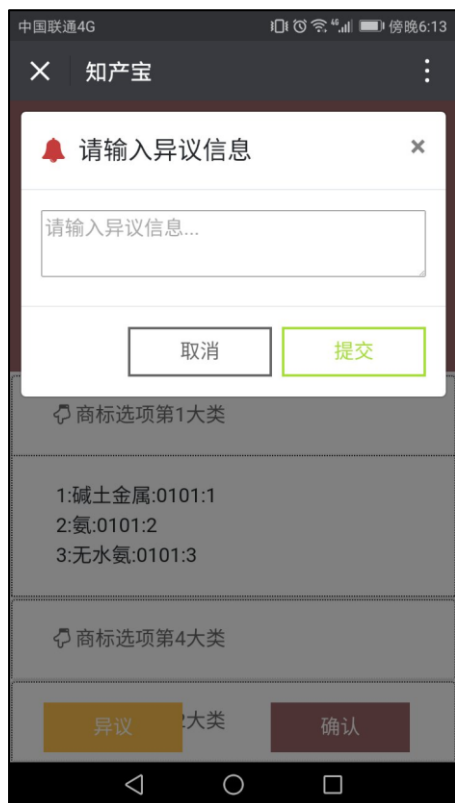 中国联通4G 傍晚6:13
知产宝
请输入异议信息
请输入异议信息...
取消 提交
商标选项第1大类
1:碱土金属:0101:1
2:氨:0101:2
3:无水氨:0101:3
商标选项第4大类
异议 2大类 确认